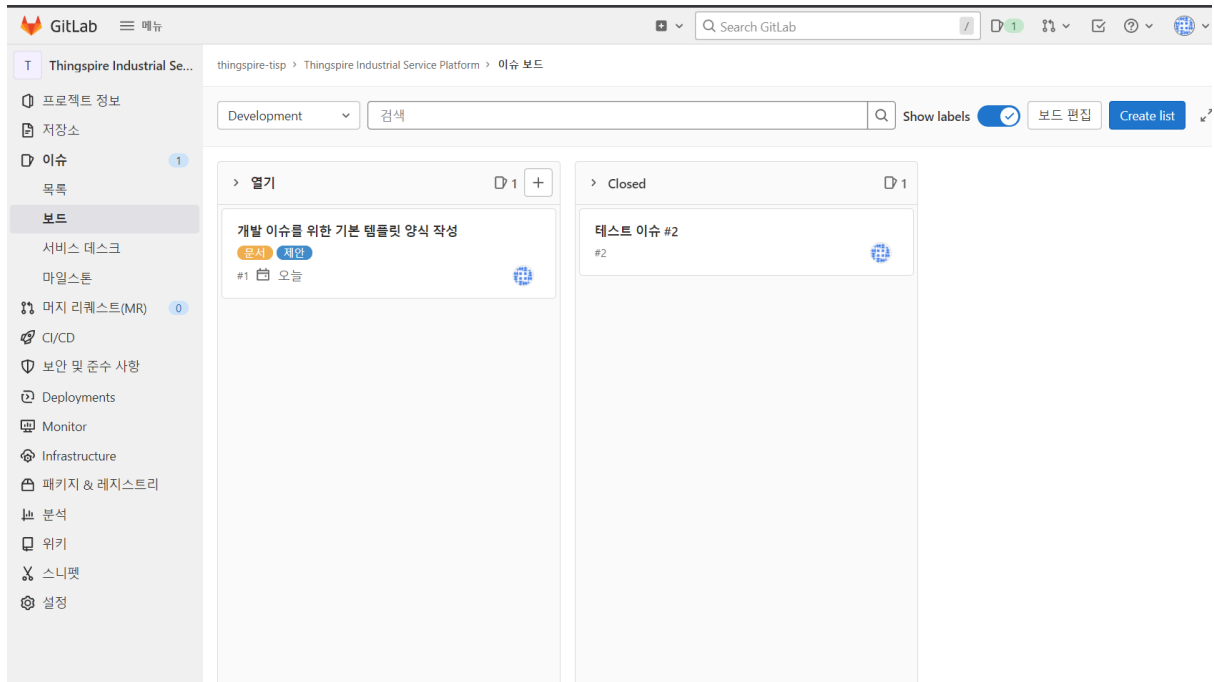 GitLab 메뉴 Search GitLab / 1
T Thingspire Industrial Se...
프로젝트 정보
저장소
이슈 1
목록
보드
서비스 데스크
마일스톤
머지 리퀘스트(MR) 0
CI/CD
보안 및 준수 사항
Deployments
Monitor
Infrastructure
패키지 & 레지스트리
분석
위키
스니펫
설정
thingspire-tisp > Thingspire Industrial Service Platform > 이슈 보드
Development 검색 Show labels 보드 편집 Create list
열기 1
개발 이슈를 위한 기본 템플릿 양식 작성
문서 제안
#1 오늘
Closed 1
테스트 이슈 #2
#2